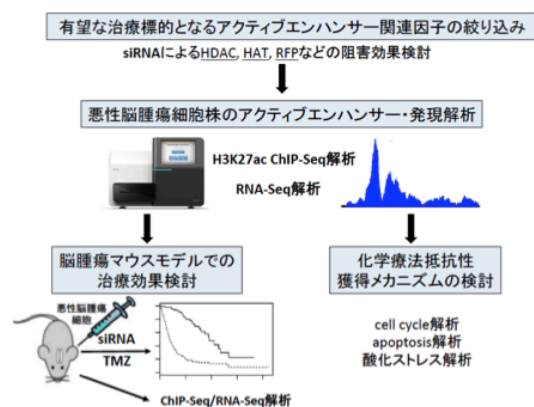 有望な治療標的となるアクティブエンハンサー関連因子の絞り込み
siRNAによるHDAC, HAT, RFPなどの阻害効果検討
悪性脳腫瘍細胞株のアクティブエンハンサー・発現解析
H3K27ac ChIP-Seq解析
RNA-Seq解析
脳腫瘍マウスモデルでの
治療効果検討
化学療法抵抗性
獲得メカニズムの検討
悪性脳腫瘍
細胞
siRNA
TMZ
ChIP-Seq/RNA-Seq解析
cell cycle解析
apoptosis解析
酸化ストレス解析